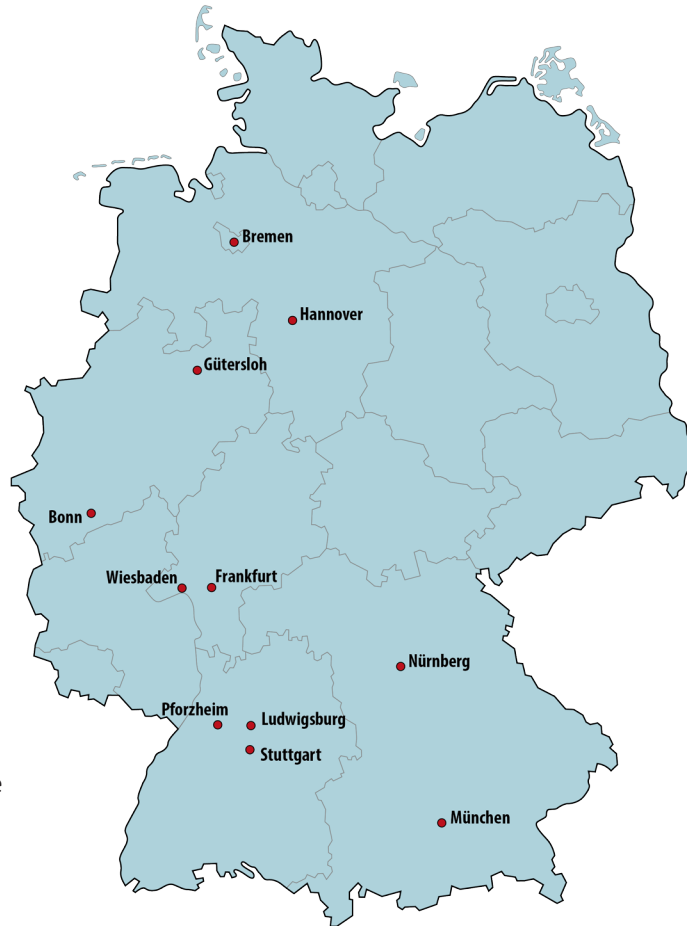 Bremen
Hannover
Gütersloh
Bonn
Wiesbaden
Frankfurt
Nürnberg
Pforzheim
Ludwigsburg
Stuttgart
e
München